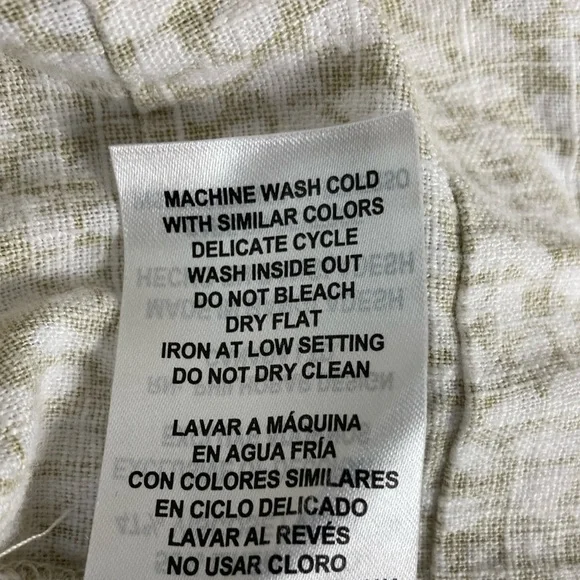 MACHINE WASH COLD
WITH SIMILAR COLORS
DELICATE CYCLE
WASH INSIDE OUT
DO NOT BLEACH
DRY FLAT
IRON AT LOW SETTING
DO NOT DRY CLEAN
LAVAR A MÁQUINA
EN AGUA FRÍA
CON COLORES SIMILARES
EN CICLO DELICADO
LAVAR AL REVÉS
NO USAR CLORO